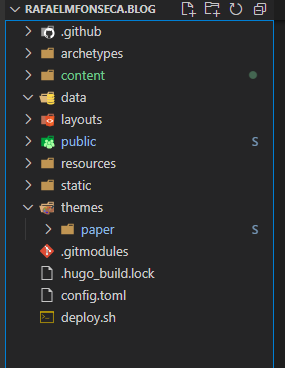 RAFAELMFONSECA.BLOG
.github
archetypes
content
data
layouts
public S
resources
static
themes
paper S
.gitmodules
.hugo_build.lock
config.toml
deploy.sh